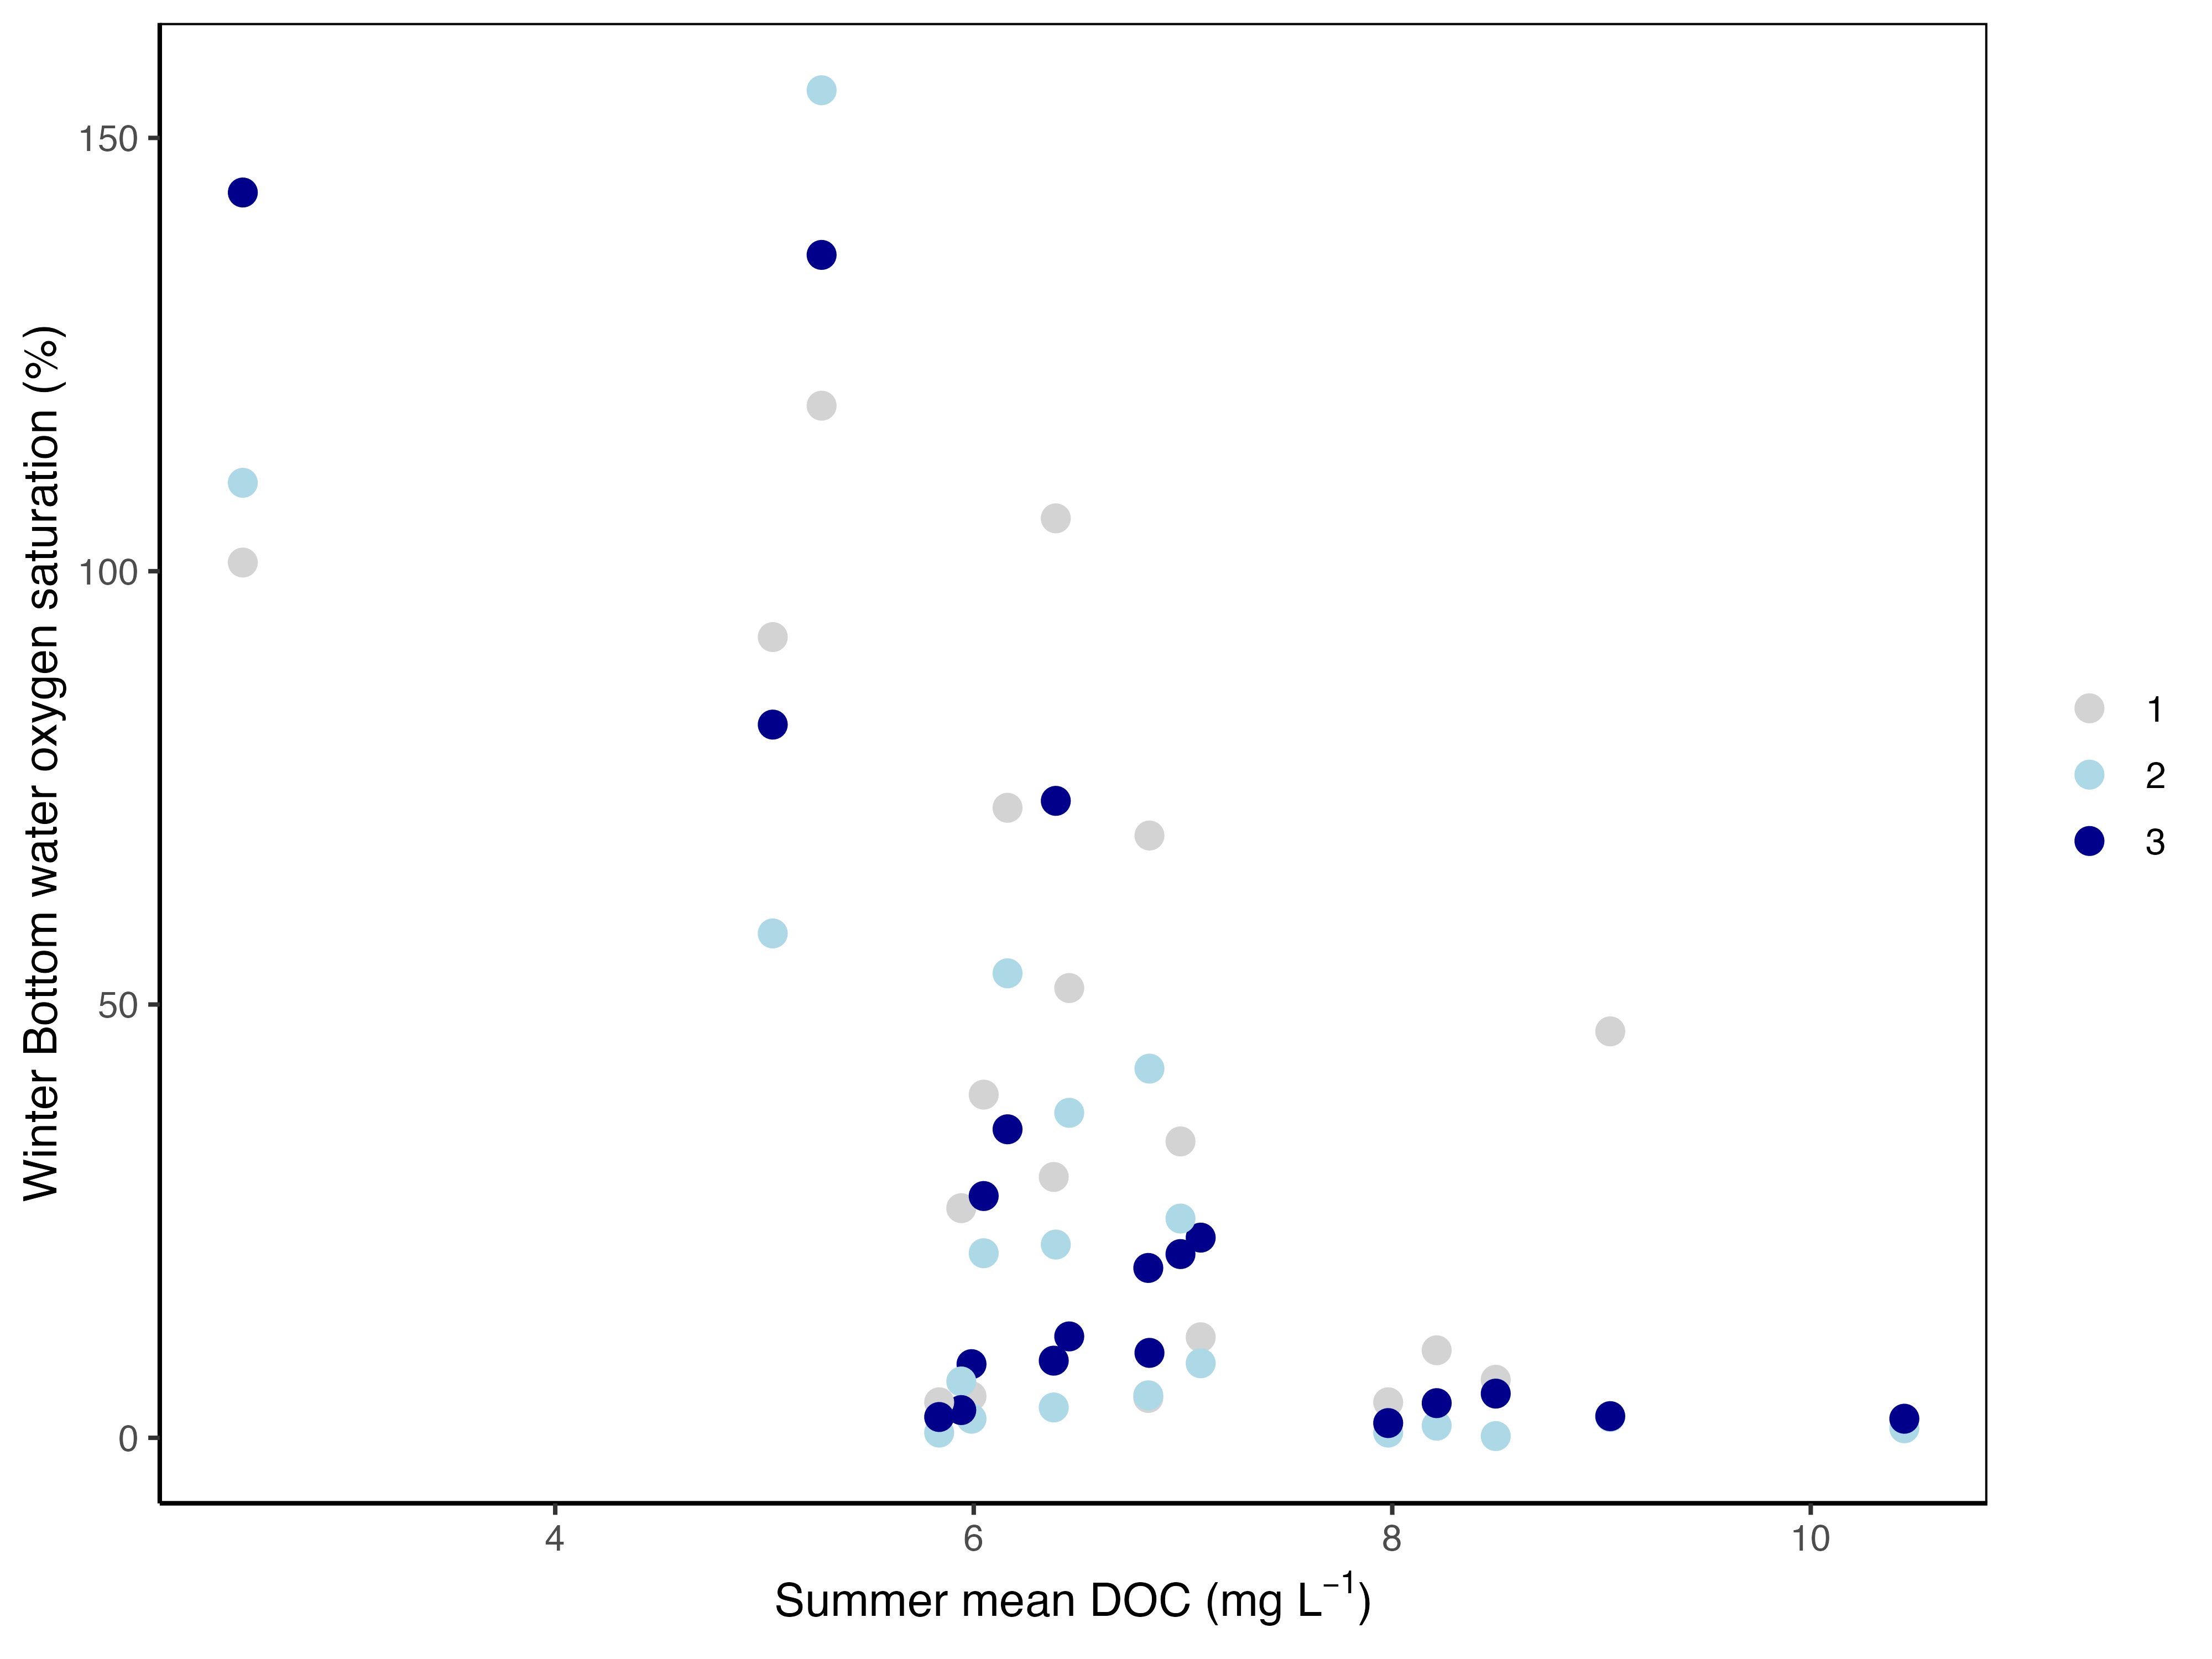 Winter Bottom water oxygen saturation (%)
150
100
50
0
4 6 8 10
Summer mean DOC (mg L⁻¹)
1
2
3